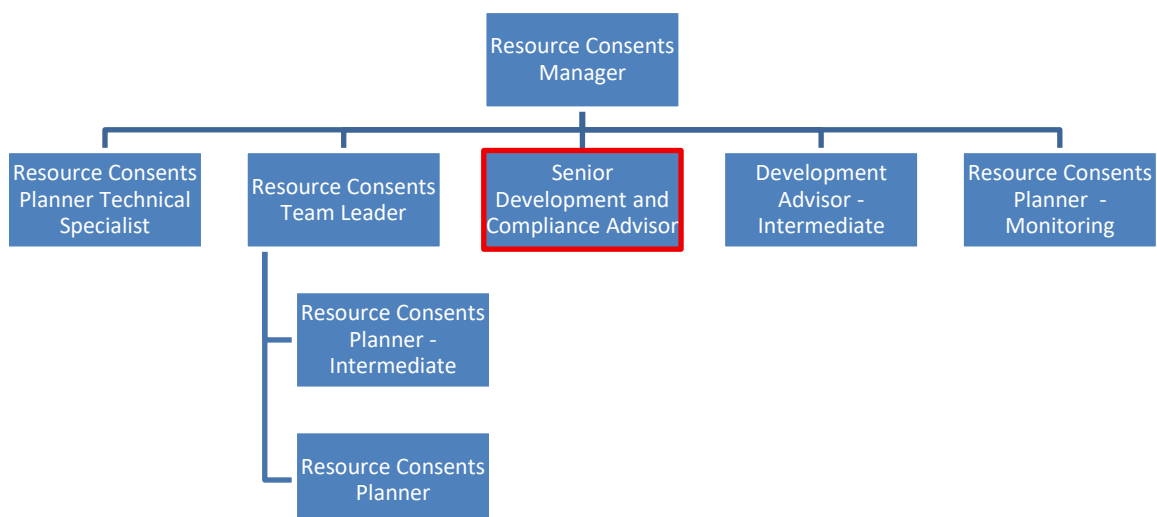 Resource Consents
Manager
Resource Consents
Planner Technical
Specialist
Resource Consents
Team Leader
Senior
Development and
Compliance Advisor
Development
Advisor -
Intermediate
Resource Consents
Planner  -
Monitoring
Resource Consents
Planner -
Intermediate
Resource Consents
Planner